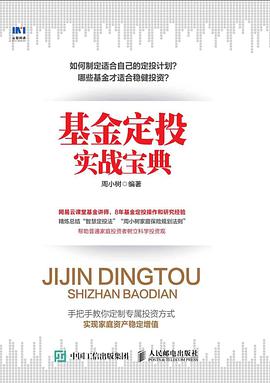 如何制定适合自己的定投计划?
哪些基金才适合稳健投资?
基金定投
实战宝典
周小树◎编著
网易云课堂基金讲师,8年基金定投操作和研究经验
精炼总结“智慧定投法”“周小树家庭保险规划法则”
帮助普通家庭投资者树立科学投资观
JIJIN DINGTOU
SHIZHAN BAODIAN
手把手教你定制专属投资方式
实现家庭资产稳定增值
中国工信出版集团
人民邮电出版社